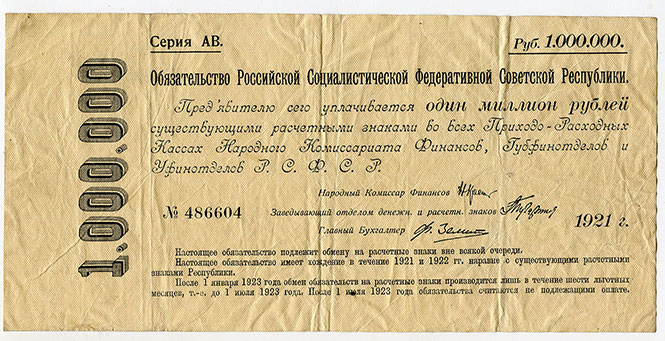 Серия АВ.
Руб. 1.000.000.
1.000.000
Обязательство Российской Социалистической Федеративной Советской Республики.
Пред'явителю сего уплачивается один миллион рублей
существующими расчетными знаками во всех Приходо-Расходных
Кассах Народного Комиссариата Финансов, Губфинотделов и
Уфинотделов Р. С. Ф. С. Р.
Народный Комиссар Финансов
№ 486604
Заведывающий отделом денежн. и расчетн. знаков
1921 г.
Главный Бухгалтер
Настоящее обязательство подлежит обмену на расчетные знаки вне всякой очереди.
Настоящее обязательство имеет хождение в течение 1921 и 1922 гг. наравне с существующими расчетными
знаками Республики.
После 1 января 1923 года обмен обязательств на расчетные знаки производится лишь в течение шести льготных
месяцев, т.-е. до 1 июля 1923 года. После 1 июля 1923 года обязательства считаются не подлежащими оплате.